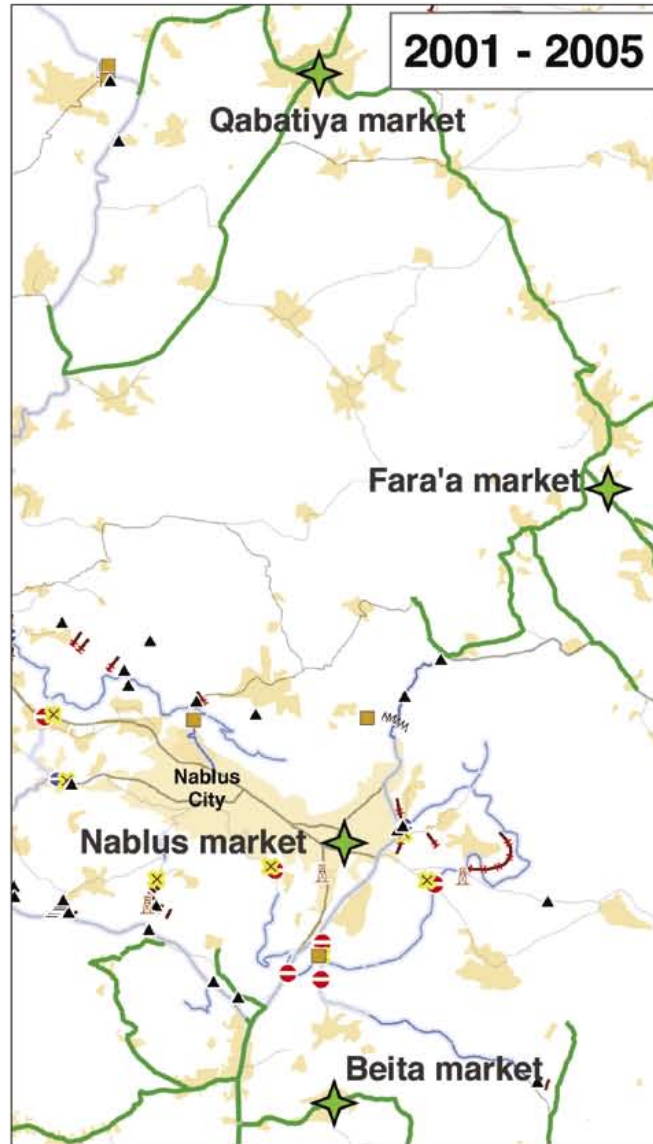 2001 - 2005
Qabatiya market
Fara'a market
Nablus
City
Nablus market
Beita market